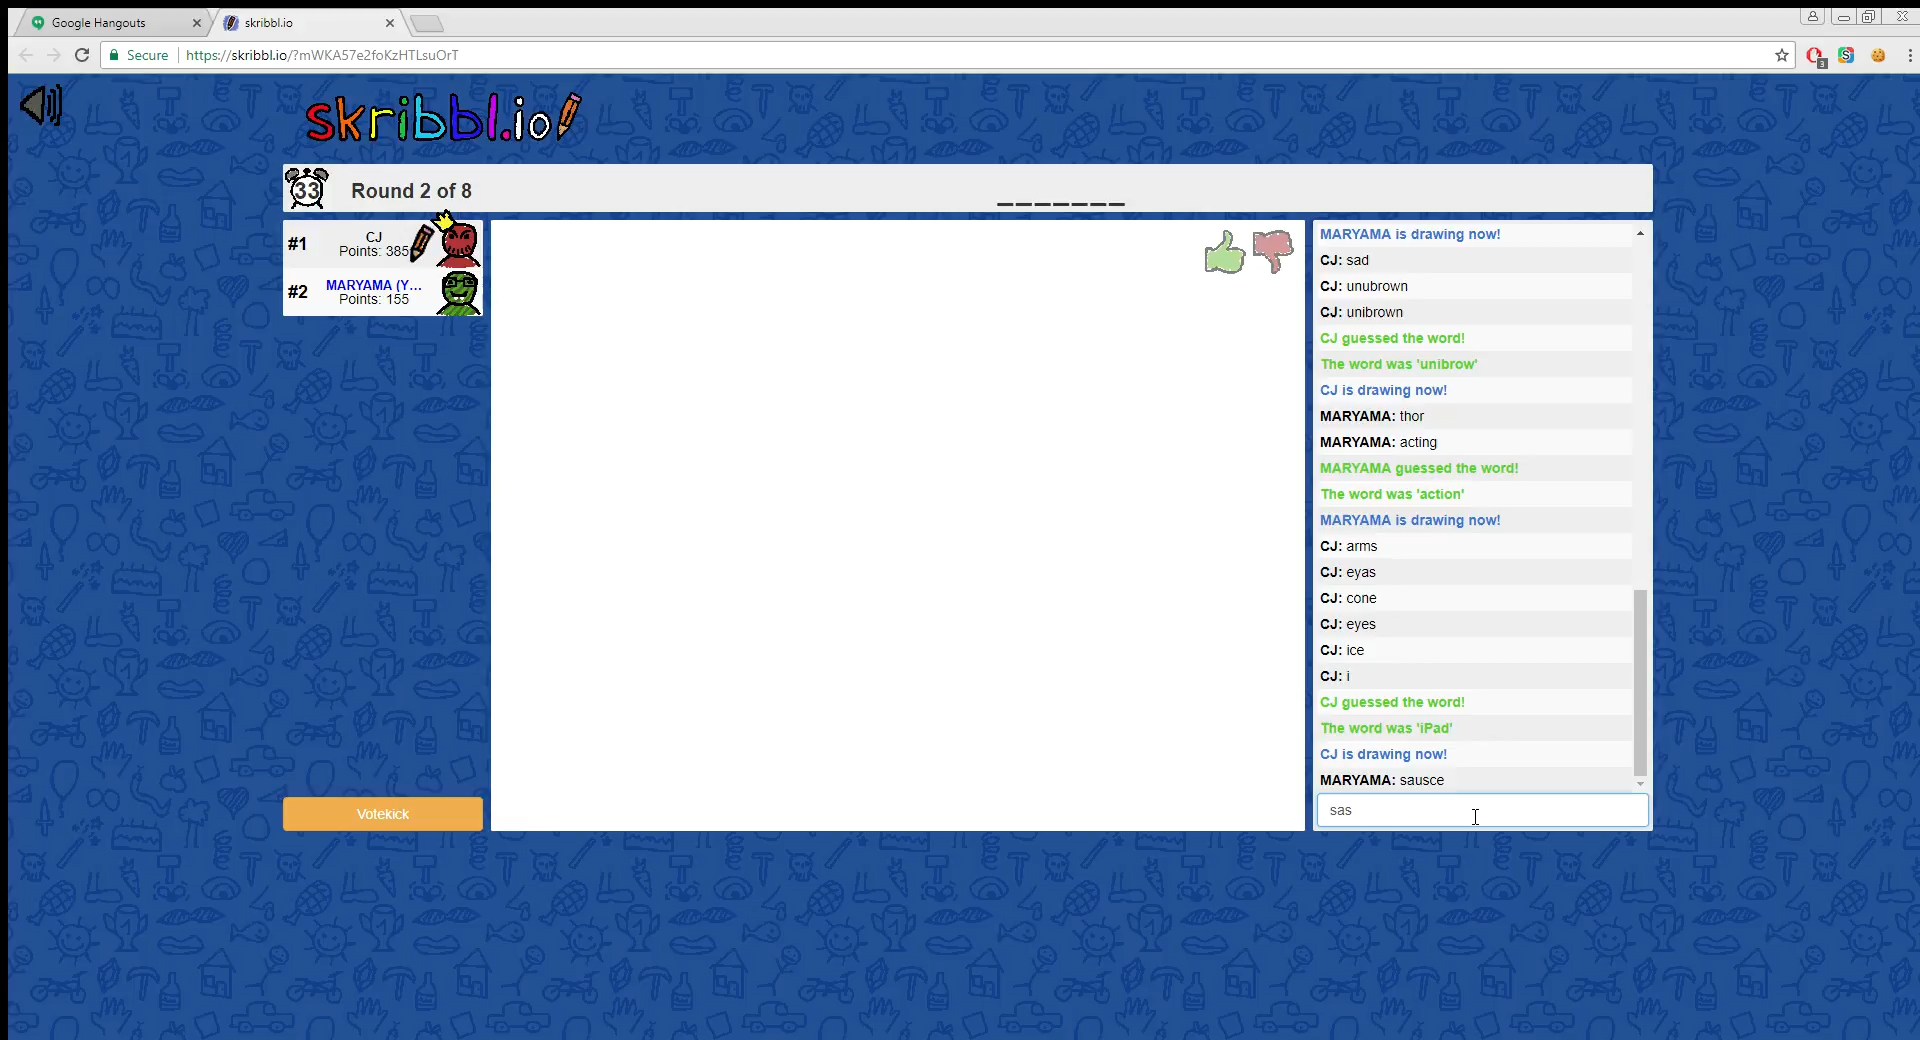 Google Hangouts
skribbl.io
Secure
https://skribbl.io/?mWKA57e2foKzHTLsuOrT
3
skribbl.io
33
Round 2 of 8
_______
#1
CJ
Points: 385
#2
MARYAMA (Y...
Points: 155
Votekick
MARYAMA is drawing now!
CJ: sad
CJ: unubrown
CJ: unibrown
CJ guessed the word!
The word was 'unibrow'
CJ is drawing now!
MARYAMA: thor
MARYAMA: acting
MARYAMA guessed the word!
The word was 'action'
MARYAMA is drawing now!
CJ: arms
CJ: eyas
CJ: cone
CJ: eyes
CJ: ice
CJ: i
CJ guessed the word!
The word was 'iPad'
CJ is drawing now!
MARYAMA: sausce
sas